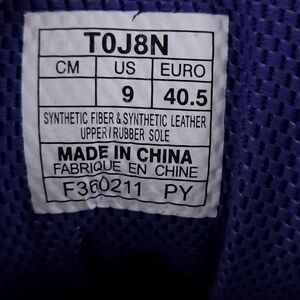 T0J8N
CM US EURO
9 40.5
SYNTHETIC FIBER & SYNTHETIC LEATHER
UPPER/RUBBER SOLE
MADE IN CHINA
FABRIQUE EN CHINE
F360211 PY